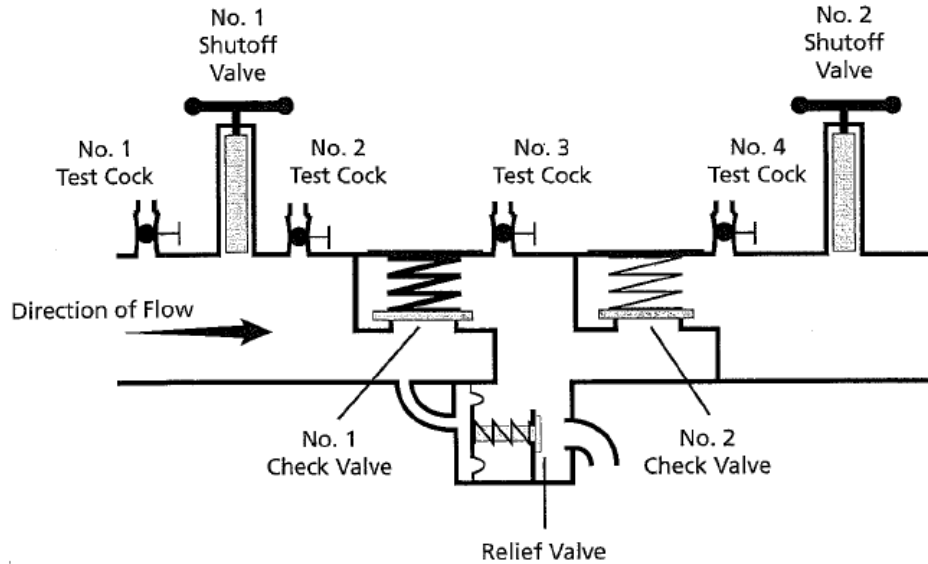 No. 1
Shutoff
Valve
No. 2
Shutoff
Valve
No. 1
Test Cock
No. 2
Test Cock
No. 3
Test Cock
No. 4
Test Cock
Direction of Flow
No. 1
Check Valve
No. 2
Check Valve
Relief Valve